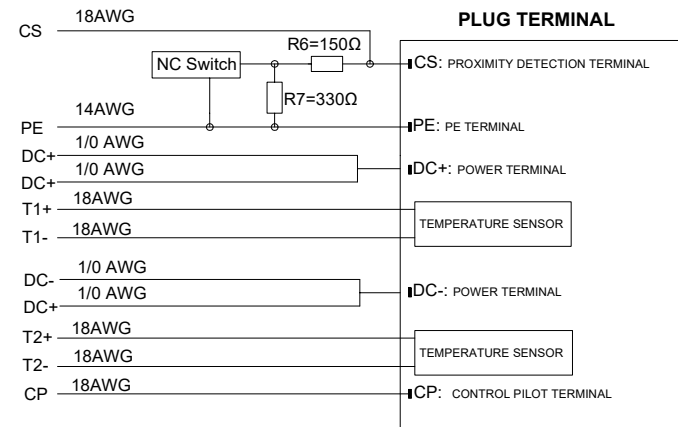 18AWG
PLUG TERMINAL
CS
R6=150Ω
NC Switch
CS: PROXIMITY DETECTION TERMINAL
R7=330Ω
14AWG
PE
PE: PE TERMINAL
1/0 AWG
DC+
1/0 AWG
DC+: POWER TERMINAL
DC+
18AWG
T1+
TEMPERATURE SENSOR
18AWG
T1-
1/0 AWG
DC-
1/0 AWG
DC-: POWER TERMINAL
DC+
18AWG
T2+
TEMPERATURE SENSOR
18AWG
T2-
18AWG
CP
CP: CONTROL PILOT TERMINAL